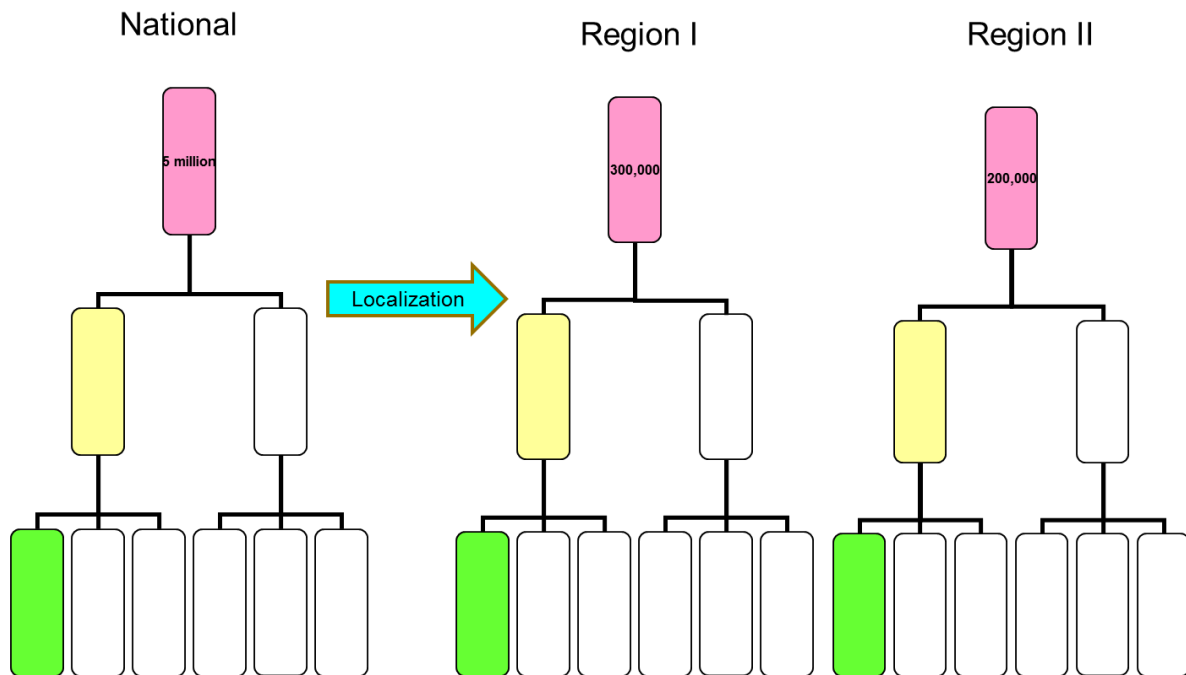 National
Region I
Region II
5 million
300,000
200,000
Localization